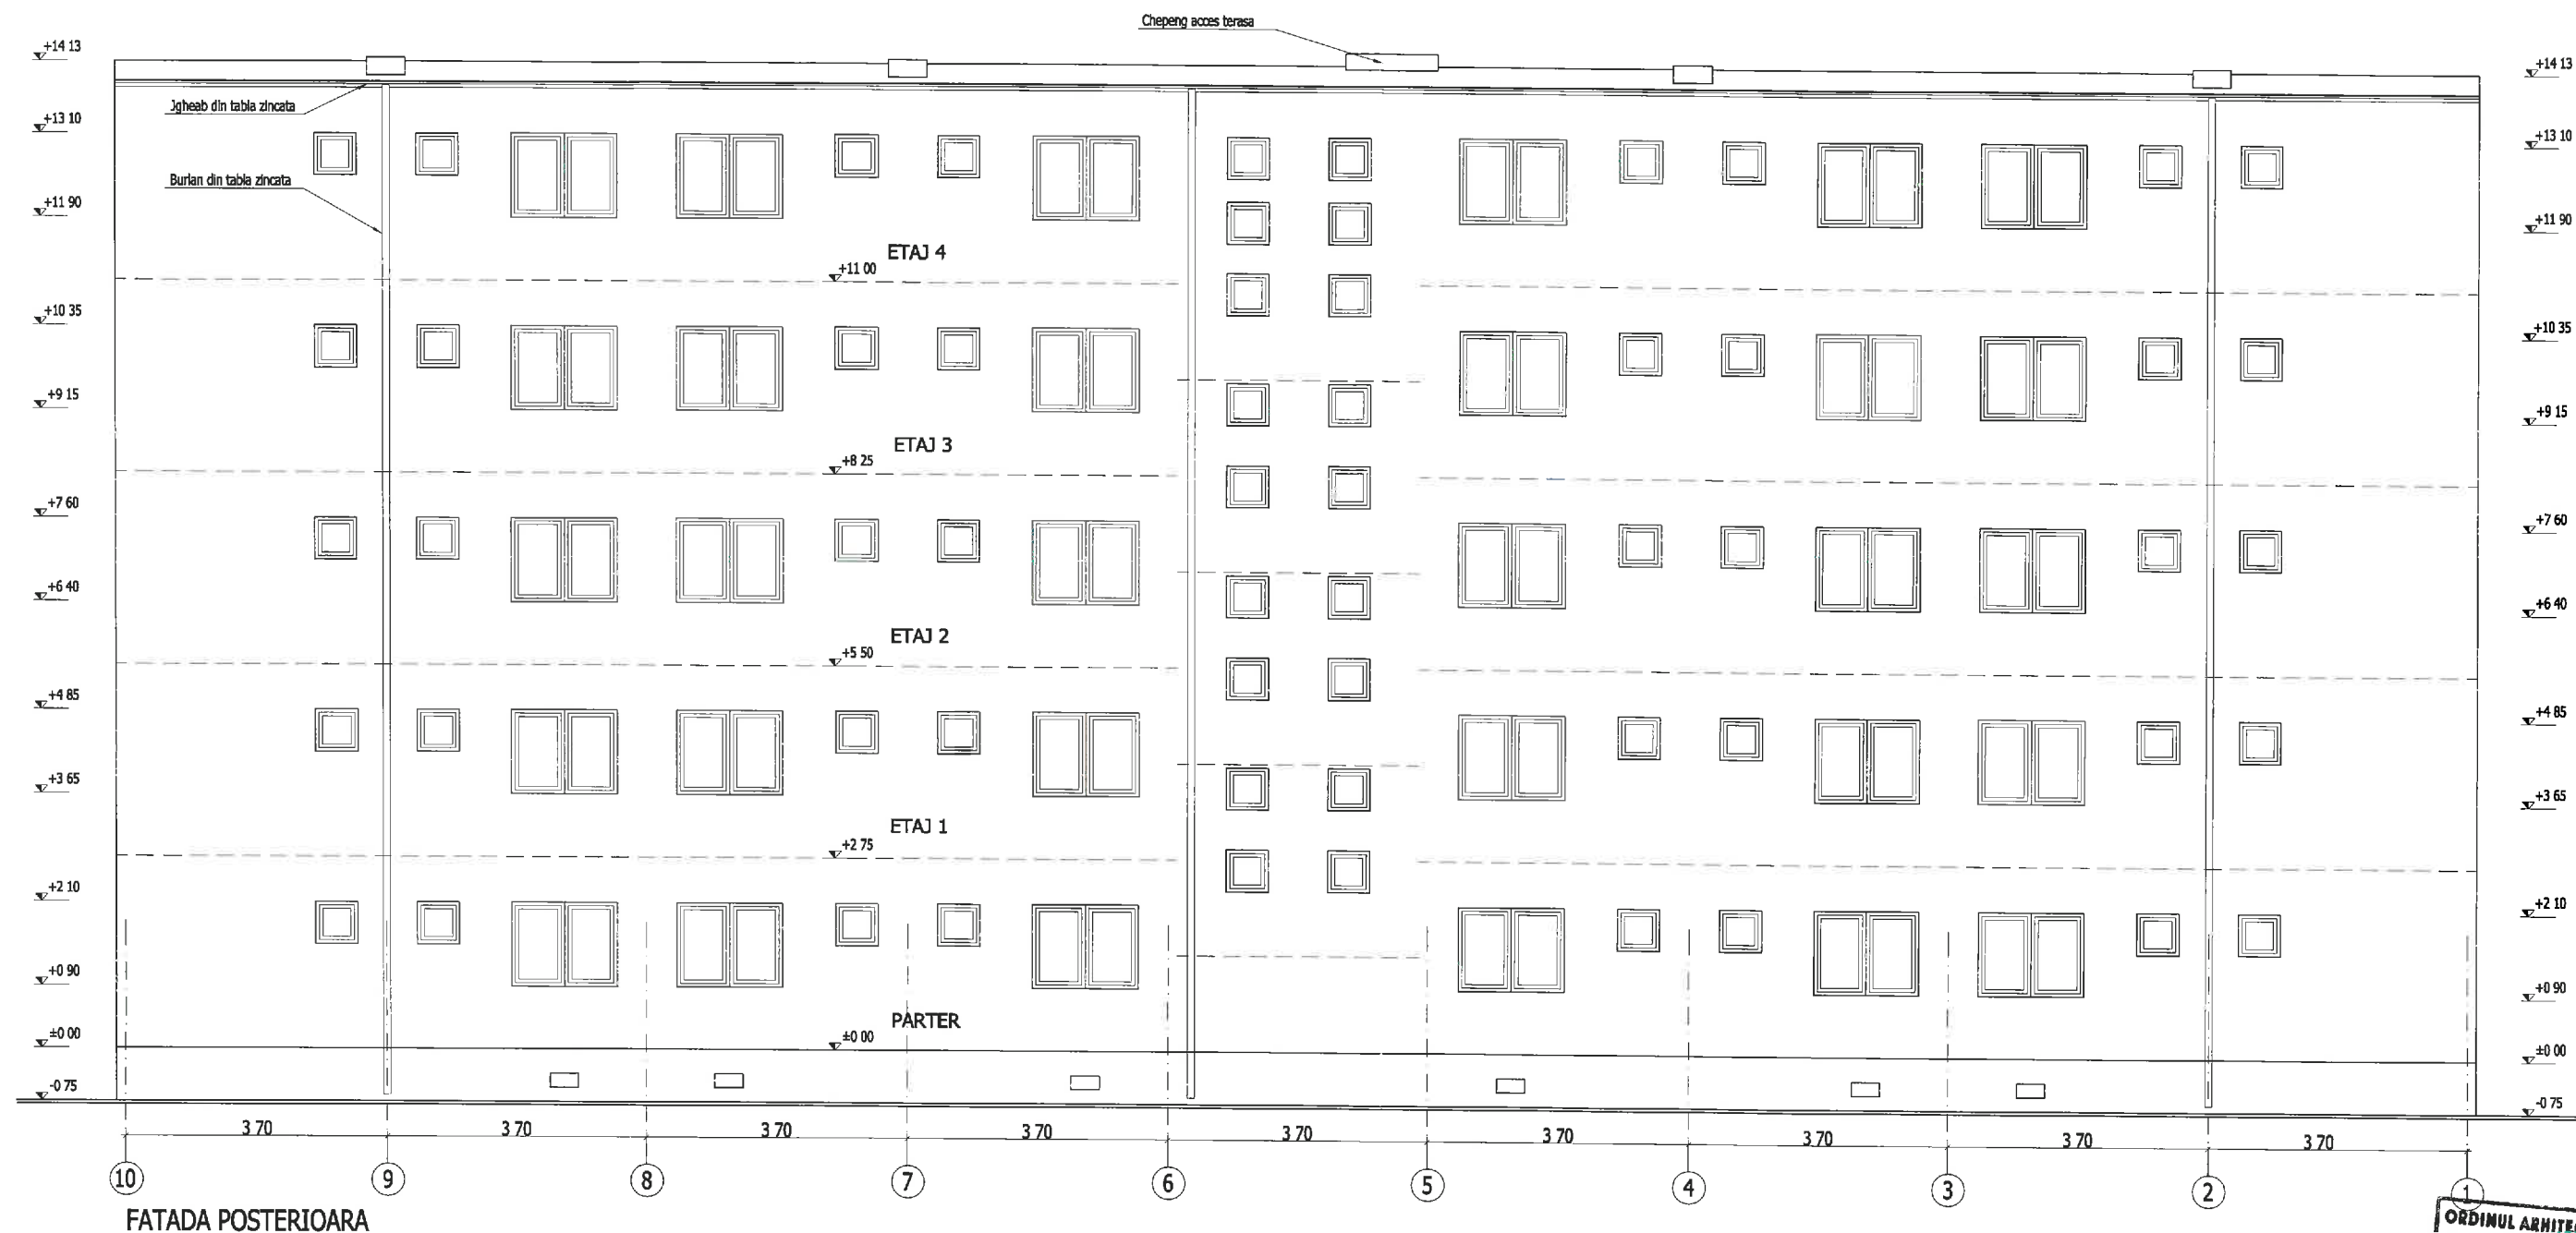 Chepeng acces terasa
+14 13
+14 13
Jgheab din tabla zincata
+13 10
+13 10
Burlan din tabla zincata
+11 90
+11 90
ETAJ 4
+11 00
+10 35
+10 35
+9 15
+9 15
ETAJ 3
+8 25
+7 60
+7 60
+6 40
+6 40
ETAJ 2
+5 50
+4 85
+4 85
+3 65
+3 65
ETAJ 1
+2 75
+2 10
+2 10
+0 90
+0 90
PARTER
±0 00
±0 00
±0 00
-0 75
-0 75
3 70 3 70 3 70 3 70 3 70 3 70 3 70 3 70 3 70
10 9 8 7 6 5 4 3 2 1
FATADA POSTERIOARA
ORDINUL ARHITE